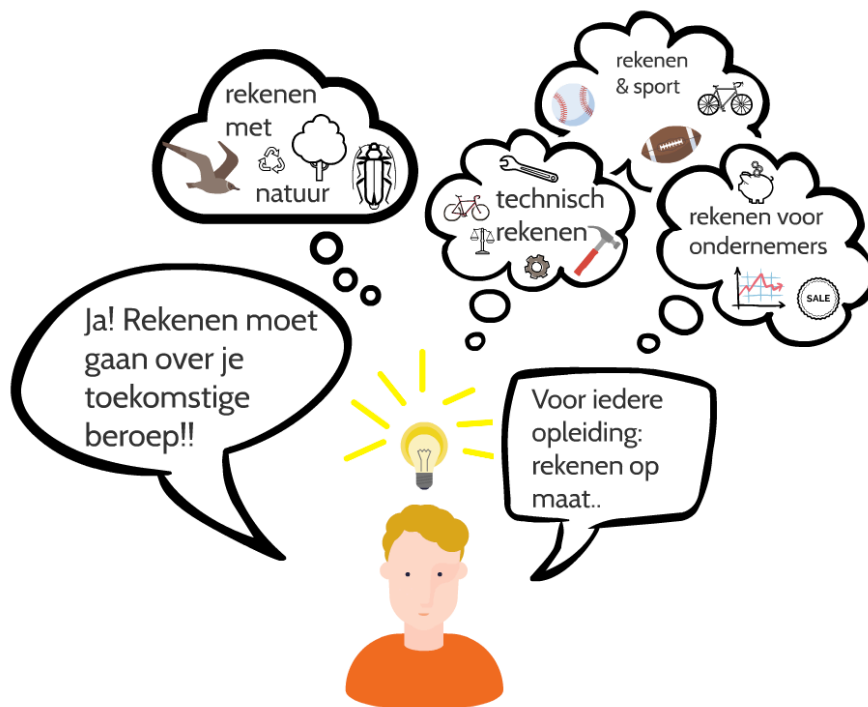 rekenen
met
natuur
rekenen
& sport
technisch
rekenen
rekenen voor
ondernemers
SALE
Ja! Rekenen moet
gaan over je
toekomstige
beroep!!
Voor iedere
opleiding:
rekenen op
maat..